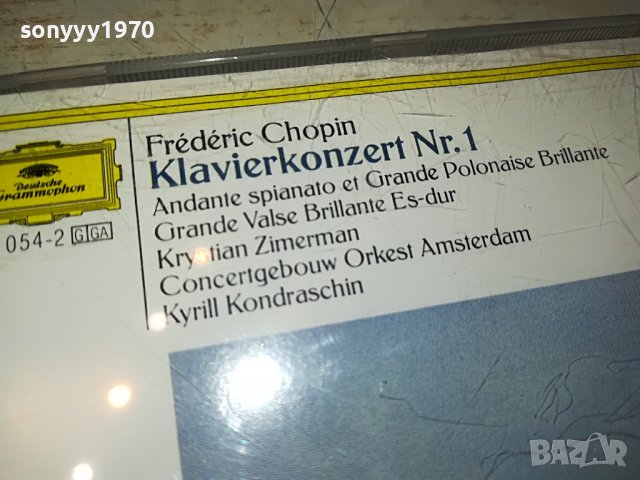 sonyyy1970
Frédéric Chopin
Klavierkonzert Nr.1
Andante spianato et Grande Polonaise Brillante
Grande Valse Brillante Es-dur
Krystian Zimerman
Concertgebouw Orkest Amsterdam
Kyrill Kondraschin
Deutsche
Grammophon
054-2 GGA
BAZAR